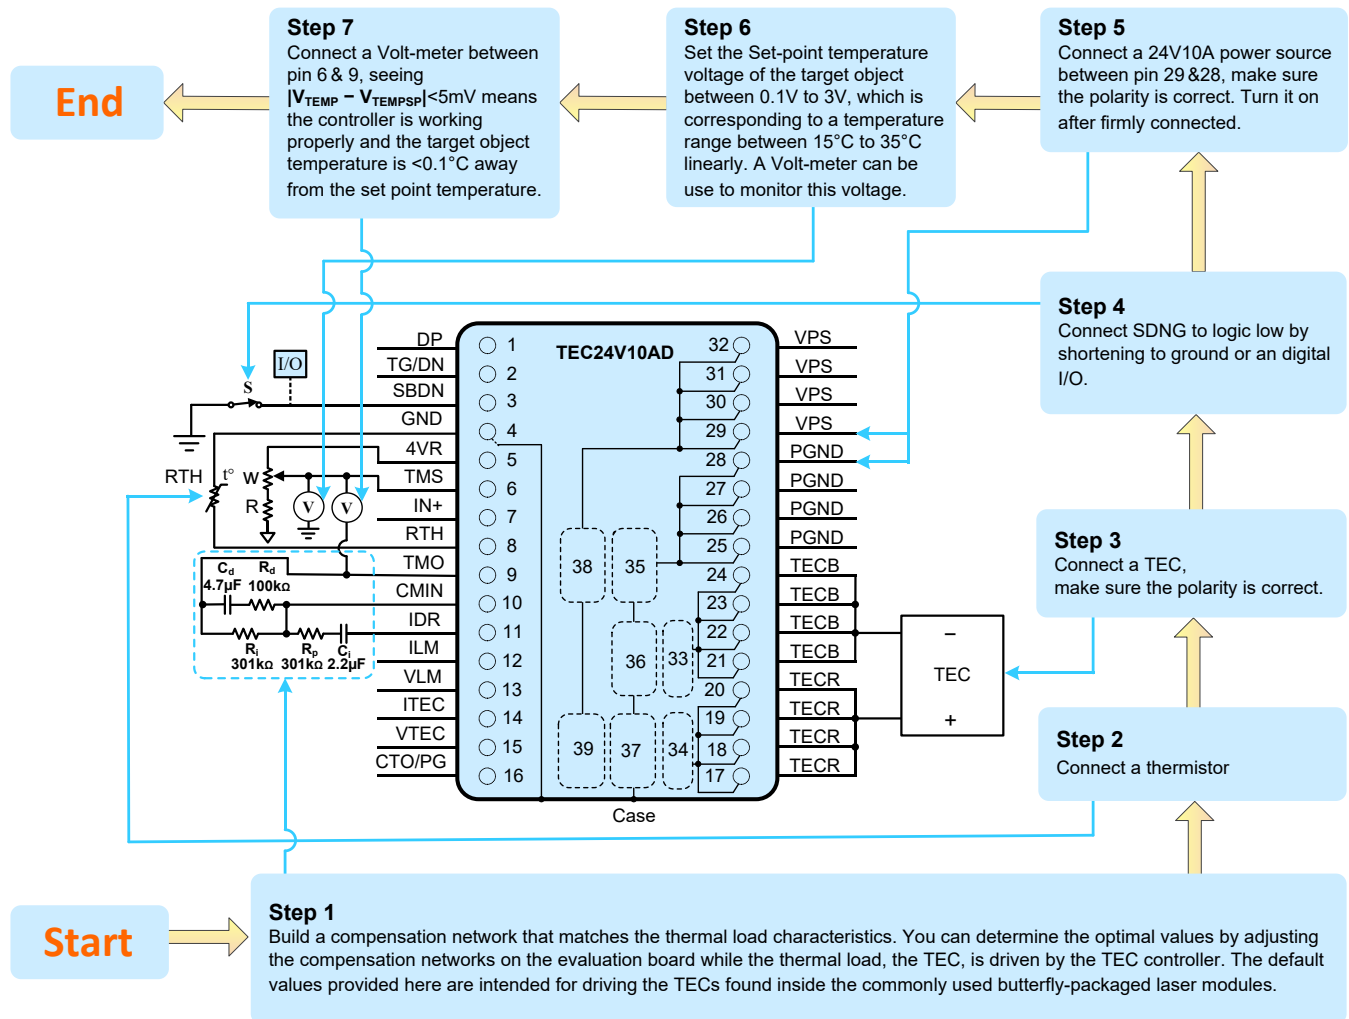 Step 7
Connect a Volt-meter between
pin 6 & 9, seeing
|VTEMP − VTEMPSP|<5mV means
the controller is working
properly and the target object
temperature is <0.1°C away
from the set point temperature.
Step 6
Set the Set-point temperature
voltage of the target object
between 0.1V to 3V, which is
corresponding to a temperature
range between 15°C to 35°C
linearly. A Volt-meter can be
use to monitor this voltage.
Step 5
Connect a 24V10A power source
between pin 29 &28, make sure
the polarity is correct. Turn it on
after firmly connected.
End
Step 4
Connect SDNG to logic low by
shortening to ground or an digital
I/O.
Step 3
Connect a TEC,
make sure the polarity is correct.
Step 2
Connect a thermistor
TEC24V10AD
DP
TG/DN
SBDN
GND
4VR
TMS
IN+
RTH
TMO
CMIN
IDR
ILM
VLM
ITEC
VTEC
CTO/PG
1
2
3
4
5
6
7
8
9
10
11
12
13
14
15
16
32
31
30
29
28
27
26
25
24
23
22
21
20
19
18
17
VPS
VPS
VPS
VPS
PGND
PGND
PGND
PGND
TECB
TECB
TECB
TECB
TECR
TECR
TECR
TECR
38
35
36
33
39
37
34
I/O
S
RTH
t°
W
R
V
V
Cd
4.7µF
Rd
100kΩ
Ri
301kΩ
Rp
301kΩ
Ci
2.2µF
−
TEC
+
Case
Start
Step 1
Build a compensation network that matches the thermal load characteristics. You can determine the optimal values by adjusting
the compensation networks on the evaluation board while the thermal load, the TEC, is driven by the TEC controller. The default
values provided here are intended for driving the TECs found inside the commonly used butterfly-packaged laser modules.